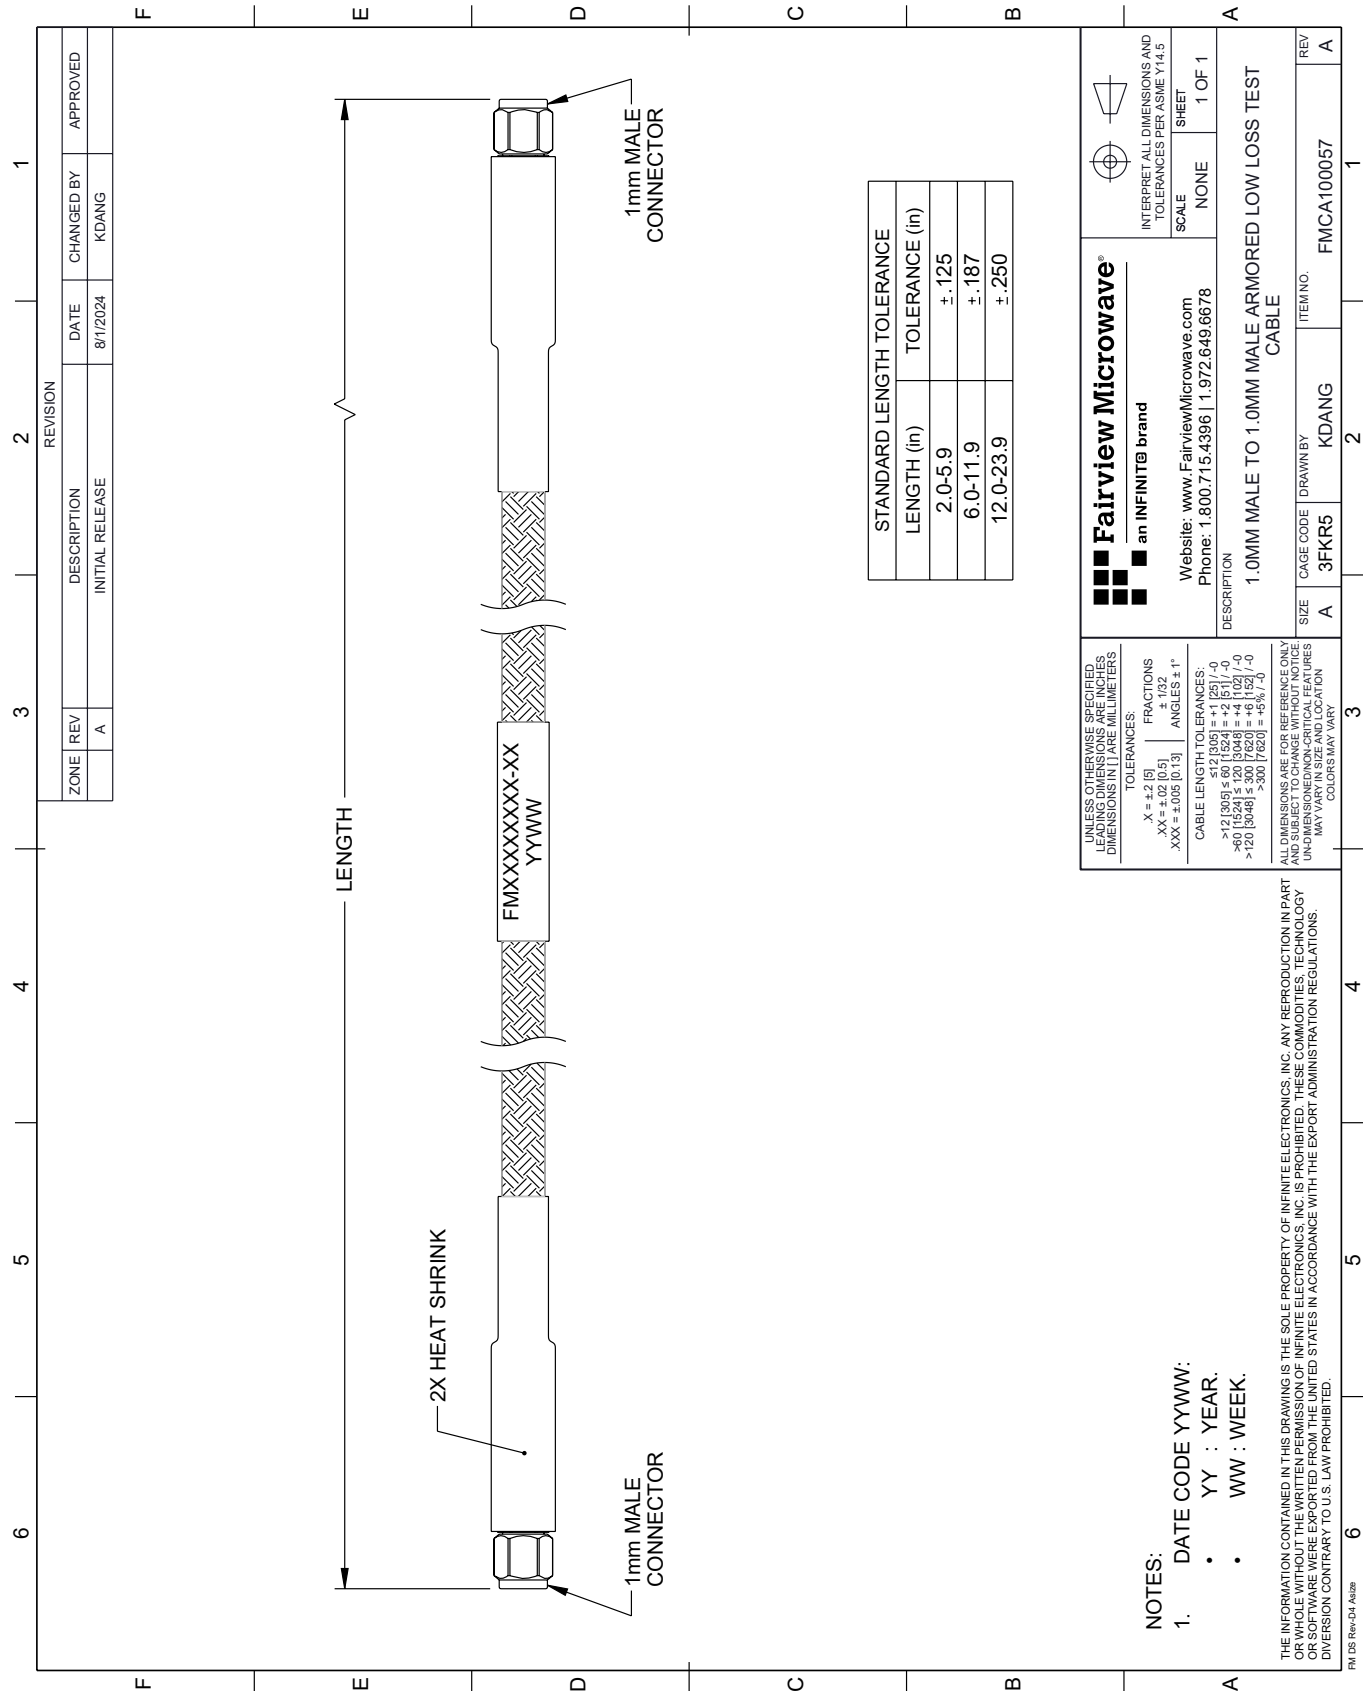 6 5 4 3 2 1
REVISION
ZONE REV DESCRIPTION DATE CHANGED BY APPROVED
A INITIAL RELEASE 8/1/2024 KDANG
F F
E E
D D
C C
B B
A A
LENGTH
2X HEAT SHRINK
FMXXXXXXXX-XX
YYWW
1mm MALE
CONNECTOR
1mm MALE
CONNECTOR
STANDARD LENGTH TOLERANCE
LENGTH (in) TOLERANCE (in)
2.0-5.9 ±.125
6.0-11.9 ±.187
12.0-23.9 ±.250
NOTES:
1. DATE CODE YYWW:
• YY : YEAR.
• WW : WEEK.
THE INFORMATION CONTAINED IN THIS DRAWING IS THE SOLE PROPERTY OF INFINITE ELECTRONICS, INC. ANY REPRODUCTION IN PART
OR WHOLE WITHOUT THE WRITTEN PERMISSION OF INFINITE ELECTRONICS, INC. IS PROHIBITED. THESE COMMODITIES, TECHNOLOGY
OR SOFTWARE WERE EXPORTED FROM THE UNITED STATES IN ACCORDANCE WITH THE EXPORT ADMINISTRATION REGULATIONS.
DIVERSION CONTRARY TO U.S. LAW PROHIBITED.
UNLESS OTHERWISE SPECIFIED
LEADING DIMENSIONS ARE INCHES
DIMENSIONS IN [ ] ARE MILLIMETERS
TOLERANCES:
.X = ±.2 [5] FRACTIONS
.XX = ±.02 [0.5] ± 1/32
.XXX = ±.005 [0.13] ANGLES ± 1°
CABLE LENGTH TOLERANCES:
≤12 [305] = +1 [25] / -0
>12 [305] ≤ 60 [1524] = +2 [51] / -0
>60 [1524] ≤ 120 [3048] = +4 [102] / -0
>120 [3048] ≤ 300 [7620] = +6 [152] / -0
>300 [7620] = +5% / -0
ALL DIMENSIONS ARE FOR REFERENCE ONLY
AND SUBJECT TO CHANGE WITHOUT NOTICE.
UN-DIMENSIONED/NON-CRITICAL FEATURES
MAY VARY IN SIZE AND LOCATION
COLORS MAY VARY
Fairview Microwave®
an INFINIT® brand
Website: www.FairviewMicrowave.com
Phone: 1.800.715.4396 | 1.972.649.6678
INTERPRET ALL DIMENSIONS AND
TOLERANCES PER ASME Y14.5
SCALE SHEET
NONE 1 OF 1
DESCRIPTION
1.0MM MALE TO 1.0MM MALE ARMORED LOW LOSS TEST
CABLE
SIZE CAGE CODE DRAWN BY ITEM NO. REV
A 3FKR5 KDANG FMCA100057 A
6 5 4 3 2 1
FM DS Rev-D4 Asize